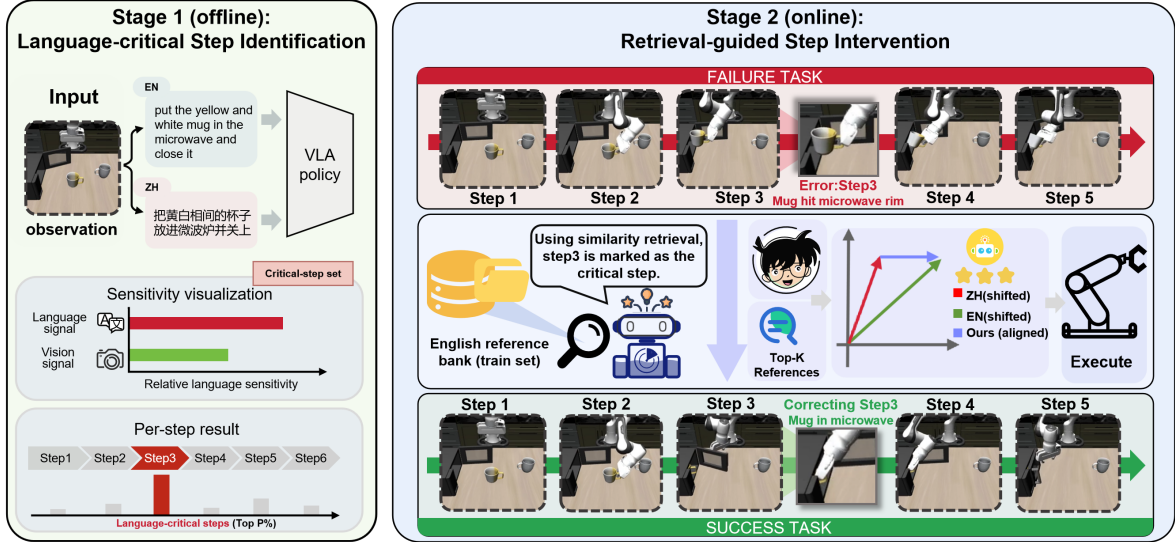 Stage 1 (offline):
Language-critical Step Identification
Input
observation
EN
put the yellow and
white mug in the
microwave and
close it
ZH
把黄白相间的杯子
放进微波炉并关上
VLA
policy
Critical-step set
Sensitivity visualization
Language
signal
Vision
signal
Relative language sensitivity
Per-step result
Step1
Step2
Step3
Step4
Step5
Step6
Language-critical steps (Top P%)
Stage 2 (online):
Retrieval-guided Step Intervention
FAILURE TASK
Step 1
Step 2
Step 3
Error:Step3
Mug hit microwave rim
Step 4
Step 5
English reference
bank (train set)
Using similarity retrieval,
step3 is marked as the
critical step.
Top-K
References
ZH(shifted)
EN(shifted)
Ours (aligned)
Execute
Step 1
Step 2
Step 3
Correcting Step3
Mug in microwave
Step 4
Step 5
SUCCESS TASK